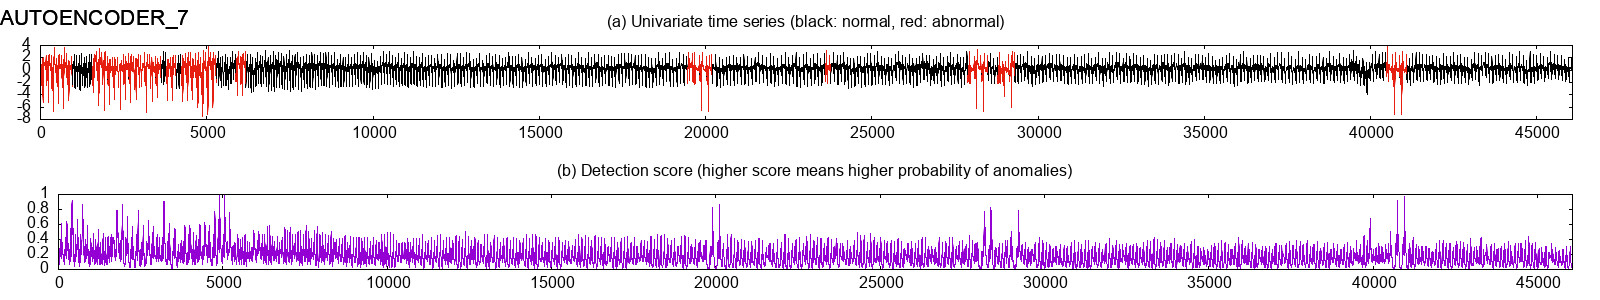 AUTOENCODER_7
(a) Univariate time series (black: normal, red: abnormal)
4
2
0
-2
-4
-6
-8
0 5000 10000 15000 20000 25000 30000 35000 40000 45000
(b) Detection score (higher score means higher probability of anomalies)
1
0.8
0.6
0.4
0.2
0
0 5000 10000 15000 20000 25000 30000 35000 40000 45000